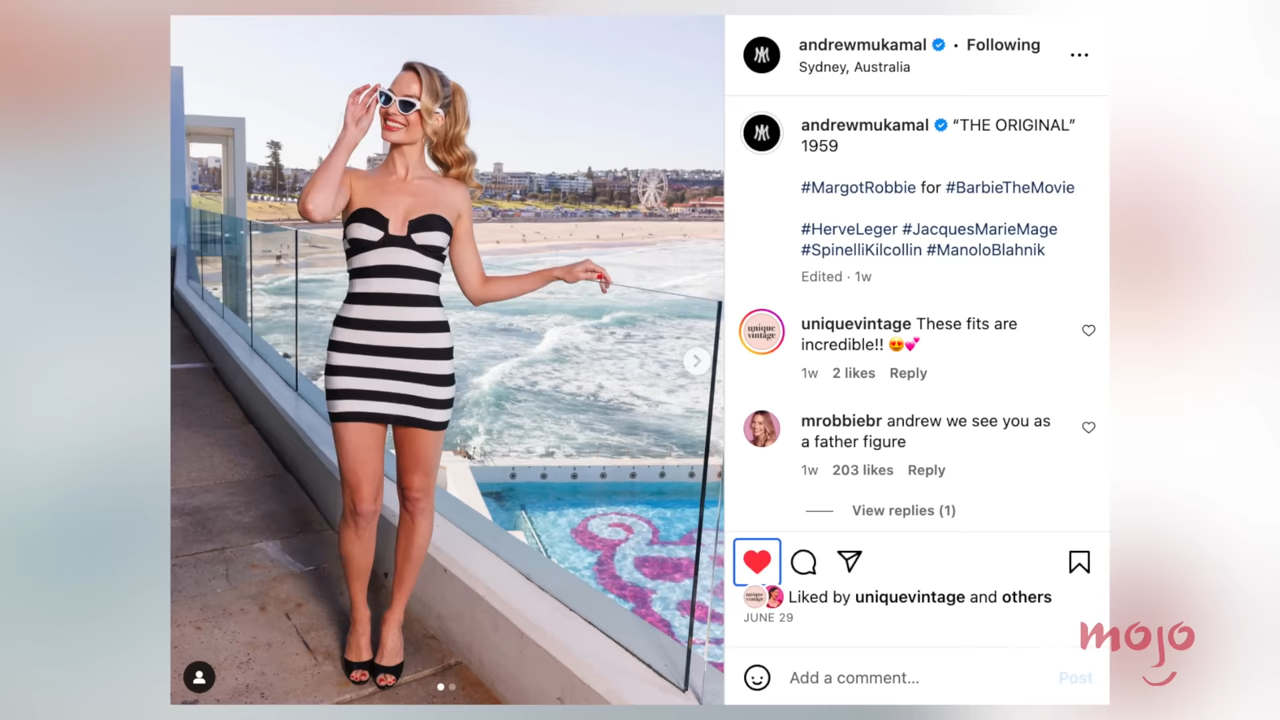 andrewmukamal • Following
Sydney, Australia
andrewmukamal “THE ORIGINAL”
1959
#MargotRobbie for #BarbieTheMovie
#HerveLeger #JacquesMarieMage
#SpinelliKilcollin #ManoloBlahnik
Edited · 1w
unique
vintage
uniquevintage These fits are
incredible!! 😍💕
1w 2 likes Reply
mrobbiebr andrew we see you as
a father figure
1w 203 likes Reply
View replies (1)
Liked by uniquevintage and others
JUNE 29
mojo
Add a comment... Post